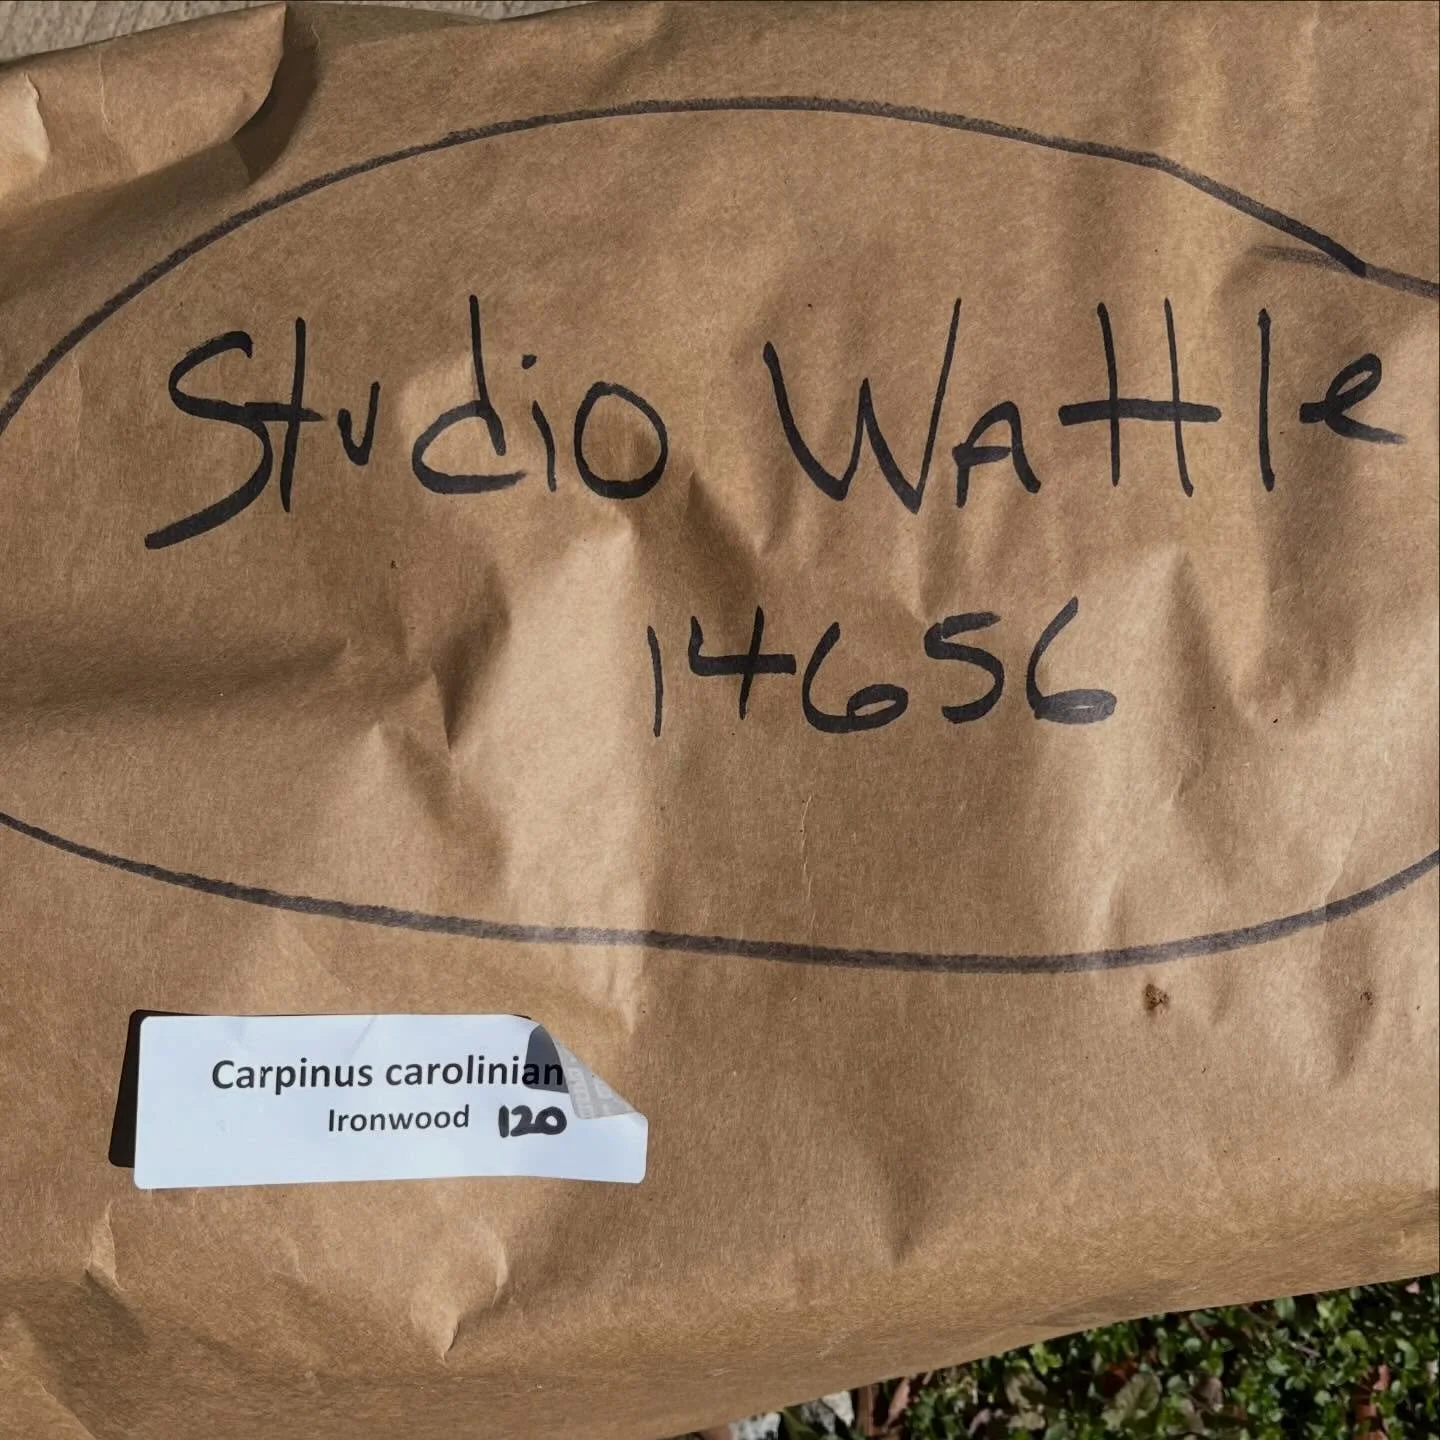 Studio Wattle
14656
Carpinus carolinian
Ironwood 120